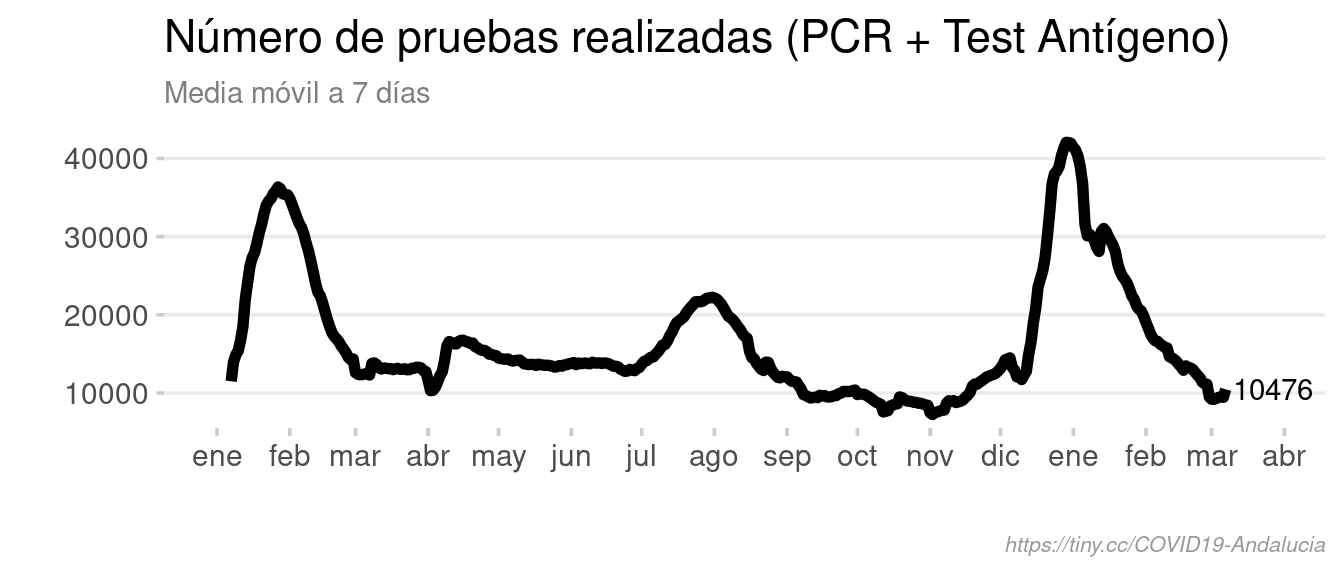 Número de pruebas realizadas (PCR + Test Antígeno)
Media móvil a 7 días
40000
30000
20000
10000
10476
ene feb mar abr may jun jul ago sep oct nov dic ene feb mar abr
https://tiny.cc/COVID19-Andalucia